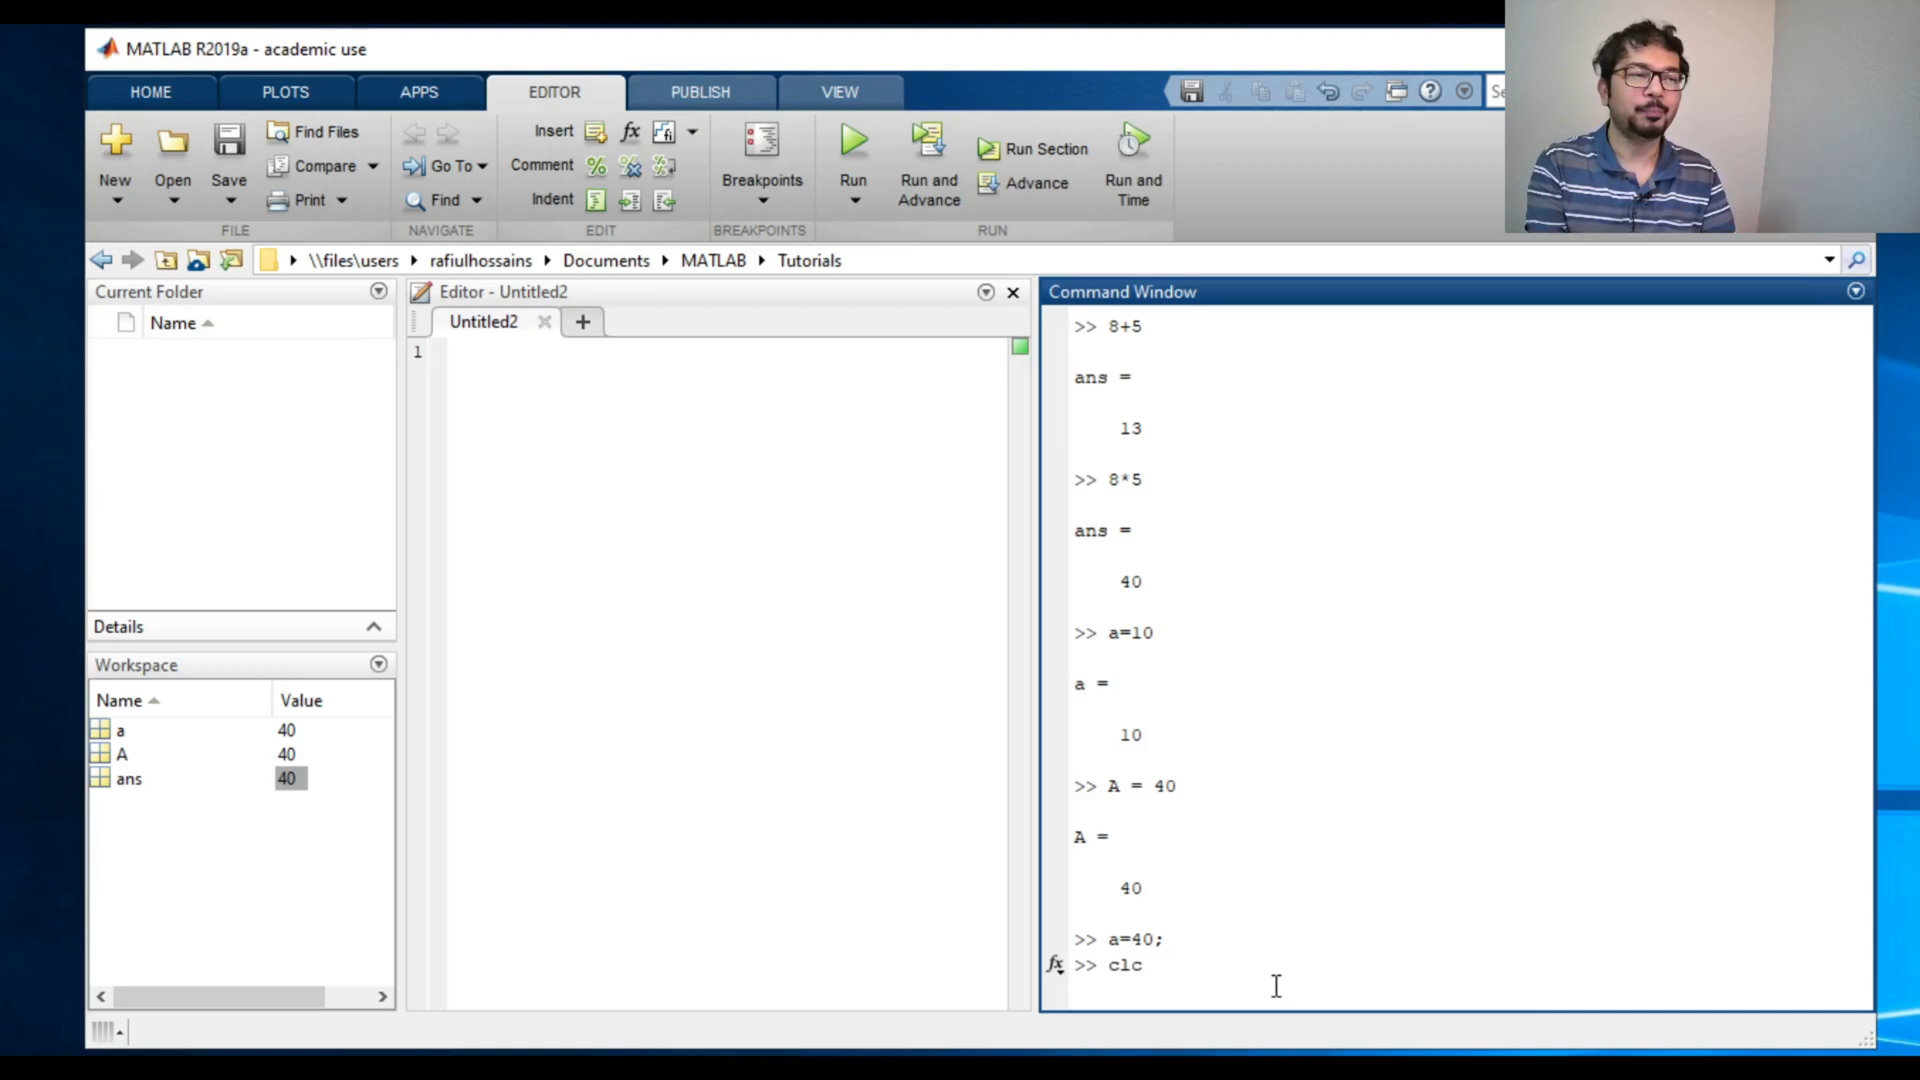 MATLAB R2019a - academic use
HOME PLOTS APPS EDITOR PUBLISH VIEW
Se
New Open Save
Find Files
Compare
Print
FILE
Go To
Find
NAVIGATE
Insert fx
Comment
Indent
EDIT
Breakpoints
BREAKPOINTS
Run
Run and Advance
Run Section
Advance
Run and Time
RUN
\\files\users rafiulhossains Documents MATLAB Tutorials
Current Folder
Name
Details
Workspace
Name Value
a 40
A 40
ans 40
Editor - Untitled2
Untitled2
1
Command Window
>> 8+5
ans =
13
>> 8*5
ans =
40
>> a=10
a =
10
>> A = 40
A =
40
>> a=40;
fx >> clc